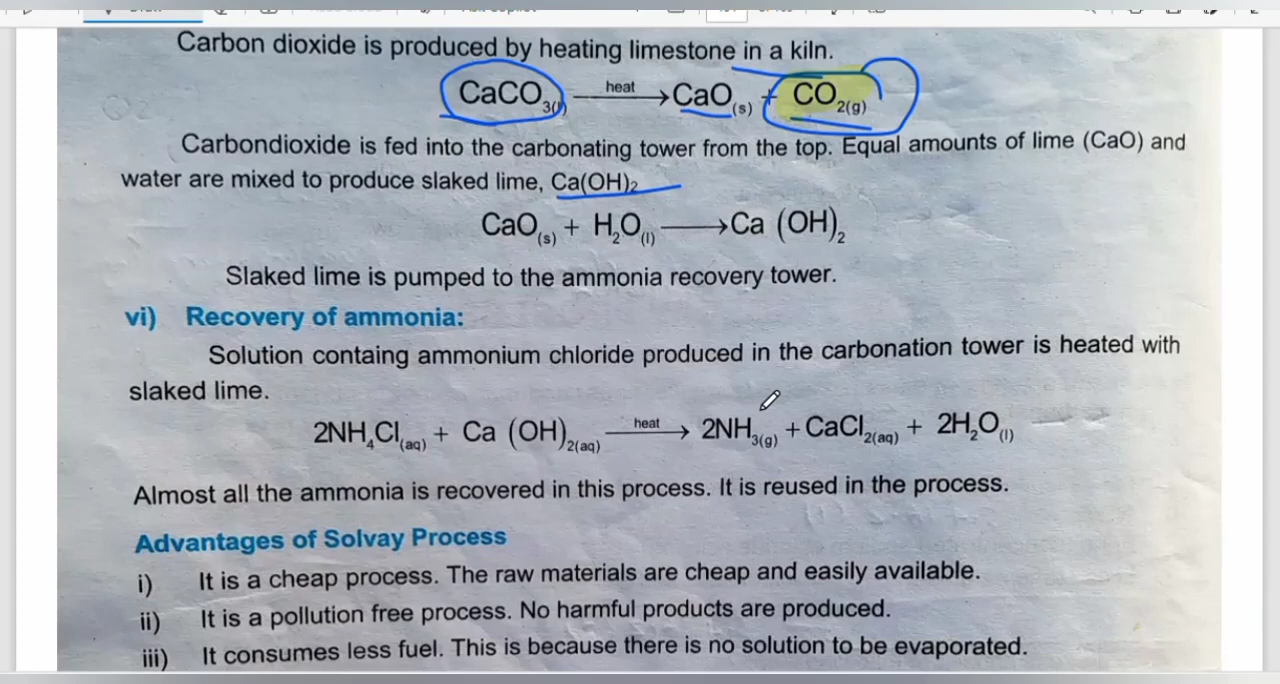 Carbon dioxide is produced by heating limestone in a kiln.
CaCO3(l) heat→ CaO(s) + CO2(g)
Carbondioxide is fed into the carbonating tower from the top. Equal amounts of lime (CaO) and
water are mixed to produce slaked lime, Ca(OH)2
CaO(s) + H2O(l) → Ca (OH)2
Slaked lime is pumped to the ammonia recovery tower.
vi) Recovery of ammonia:
Solution containg ammonium chloride produced in the carbonation tower is heated with
slaked lime.
2NH4Cl(aq) + Ca (OH)2(aq) heat→ 2NH3(g) + CaCl2(aq) + 2H2O(l)
Almost all the ammonia is recovered in this process. It is reused in the process.
Advantages of Solvay Process
i) It is a cheap process. The raw materials are cheap and easily available.
ii) It is a pollution free process. No harmful products are produced.
iii) It consumes less fuel. This is because there is no solution to be evaporated.